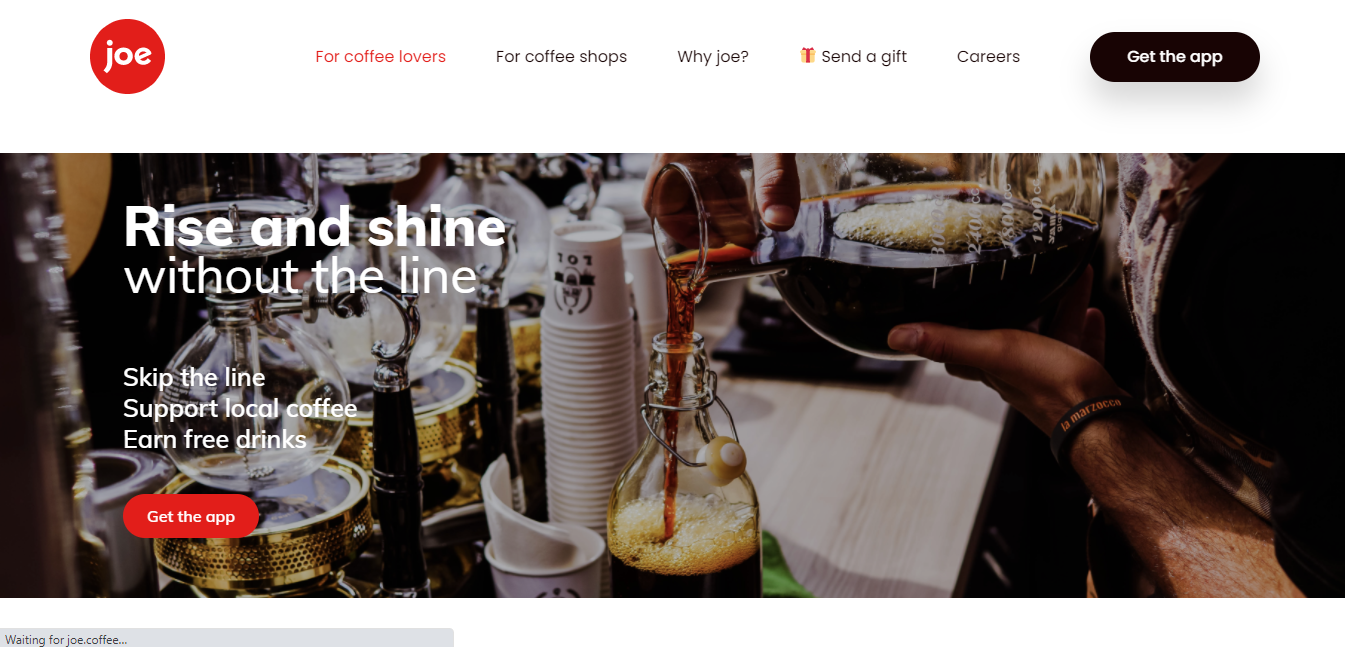 joe
For coffee lovers
For coffee shops
Why joe?
🎁 Send a gift
Careers
Get the app
Rise and shine
without the line
Skip the line
Support local coffee
Earn free drinks
Get the app
la marzocco
Waiting for joe.coffee...